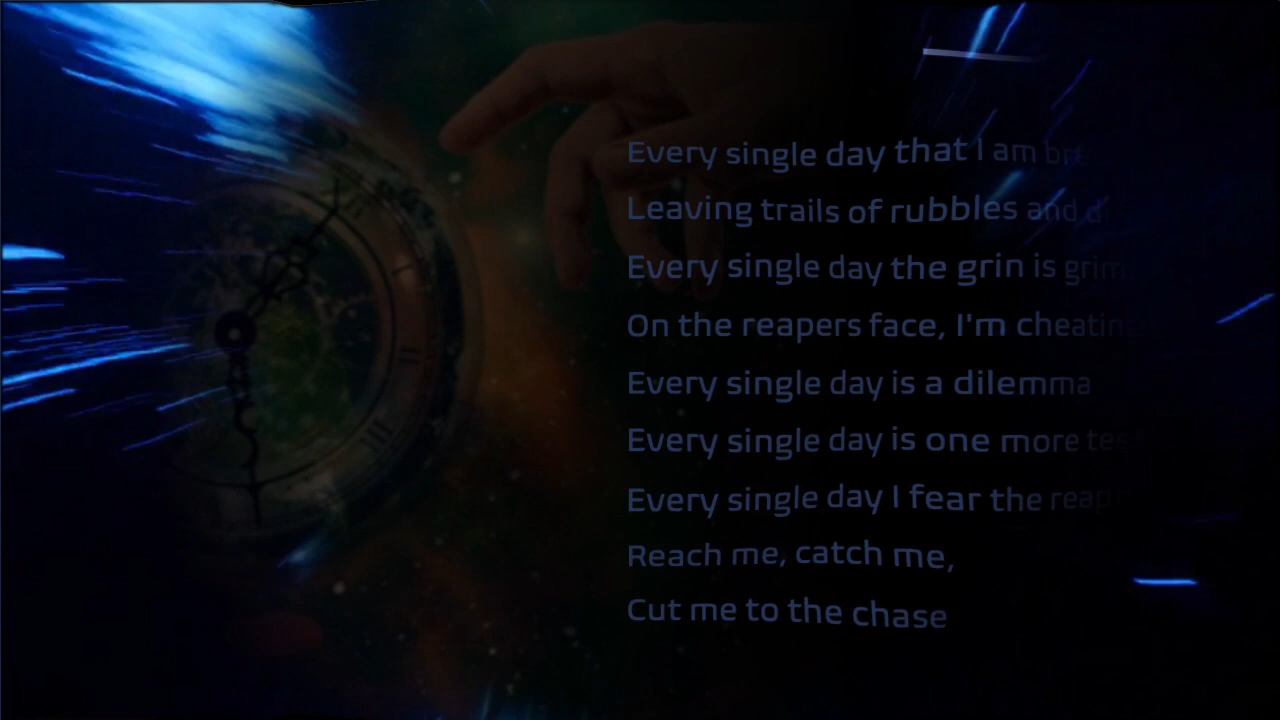 Every single day that I am
Leaving trails of rubbles and
Every single day the grin is grim
On the reapers face, I'm cheating
Every single day is a dilemma
Every single day is one more
Every single day I fear the
Reach me, catch me,
Cut me to the chase